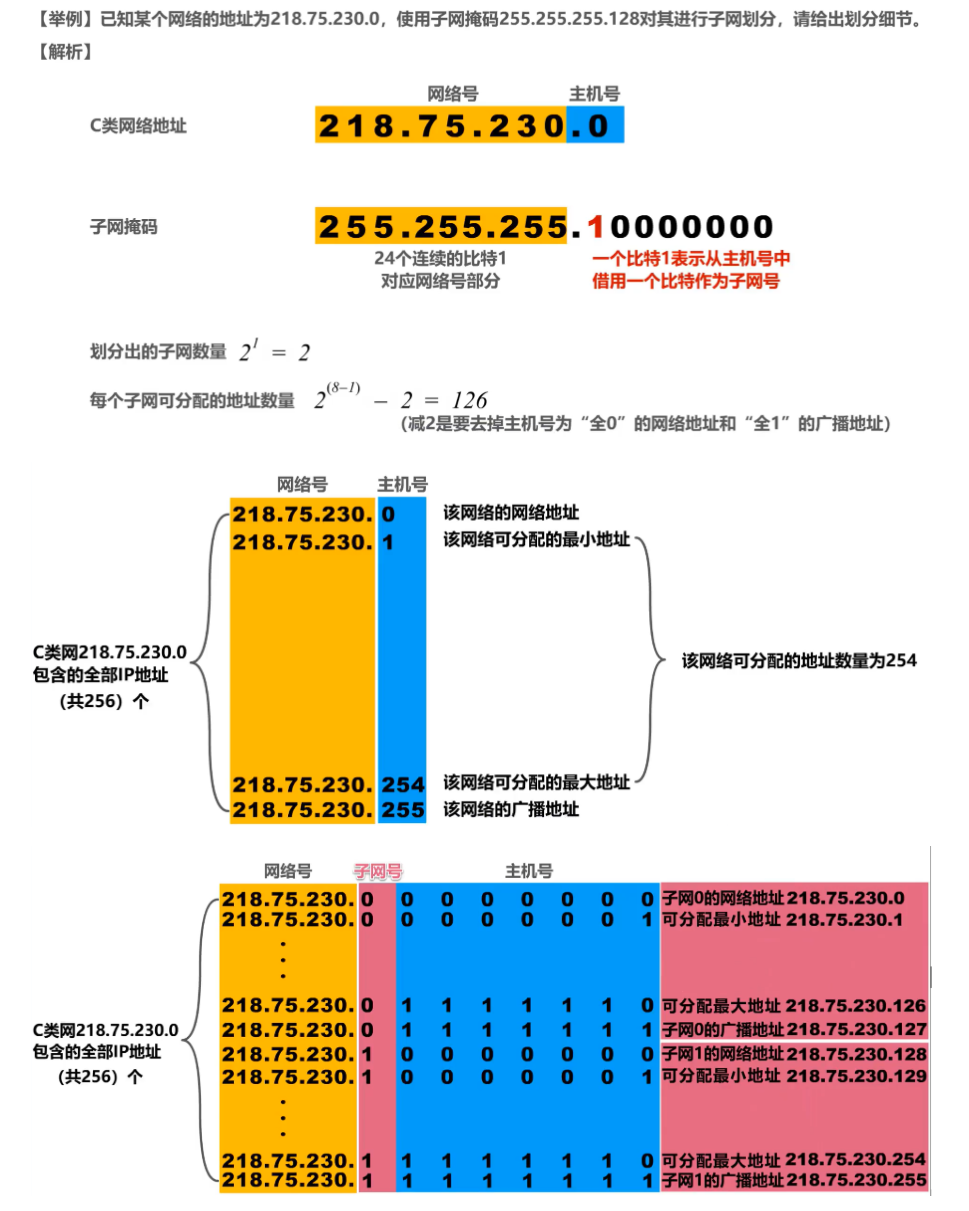 【举例】已知某个网络的地址为218.75.230.0，使用子网掩码255.255.255.128对其进行子网划分，请给出划分细节。
【解析】
网络号 主机号
C类网络地址 218.75.230.0
子网掩码 255.255.255.10000000
24个连续的比特1 一个比特1表示从主机号中
对应网络号部分 借用一个比特作为子网号
划分出的子网数量 2^1 = 2
每个子网可分配的地址数量 2^(8–1) – 2 = 126
（减2是要去掉主机号为“全0”的网络地址和“全1”的广播地址）
网络号 主机号
218.75.230. 0 该网络的网络地址
218.75.230. 1 该网络可分配的最小地址
C类网218.75.230.0
包含的全部IP地址
（共256）个
该网络可分配的地址数量为254
218.75.230. 254 该网络可分配的最大地址
218.75.230. 255 该网络的广播地址
网络号 子网号 主机号
218.75.230. 0 0 0 0 0 0 0 0 子网0的网络地址 218.75.230.0
218.75.230. 0 0 0 0 0 0 0 1 可分配最小地址 218.75.230.1
218.75.230. 0 1 1 1 1 1 1 0 可分配最大地址 218.75.230.126
218.75.230. 0 1 1 1 1 1 1 1 子网0的广播地址 218.75.230.127
C类网218.75.230.0
包含的全部IP地址
（共256）个
218.75.230. 1 0 0 0 0 0 0 0 子网1的网络地址 218.75.230.128
218.75.230. 1 0 0 0 0 0 0 1 可分配最小地址 218.75.230.129
218.75.230. 1 1 1 1 1 1 1 0 可分配最大地址 218.75.230.254
218.75.230. 1 1 1 1 1 1 1 1 子网1的广播地址 218.75.230.255